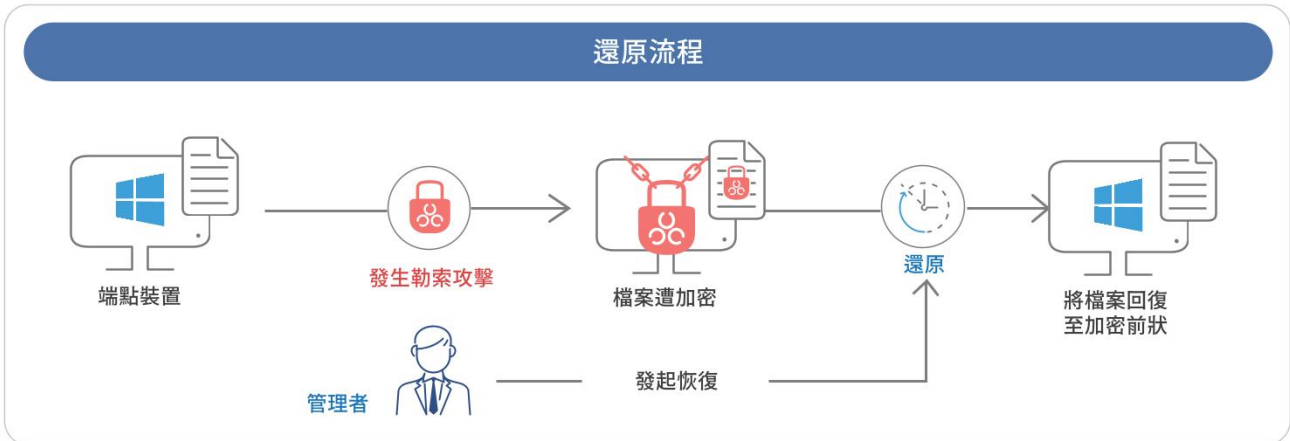 還原流程
端點裝置
發生勒索攻擊
檔案遭加密
還原
將檔案回復
至加密前狀
管理者
發起恢復